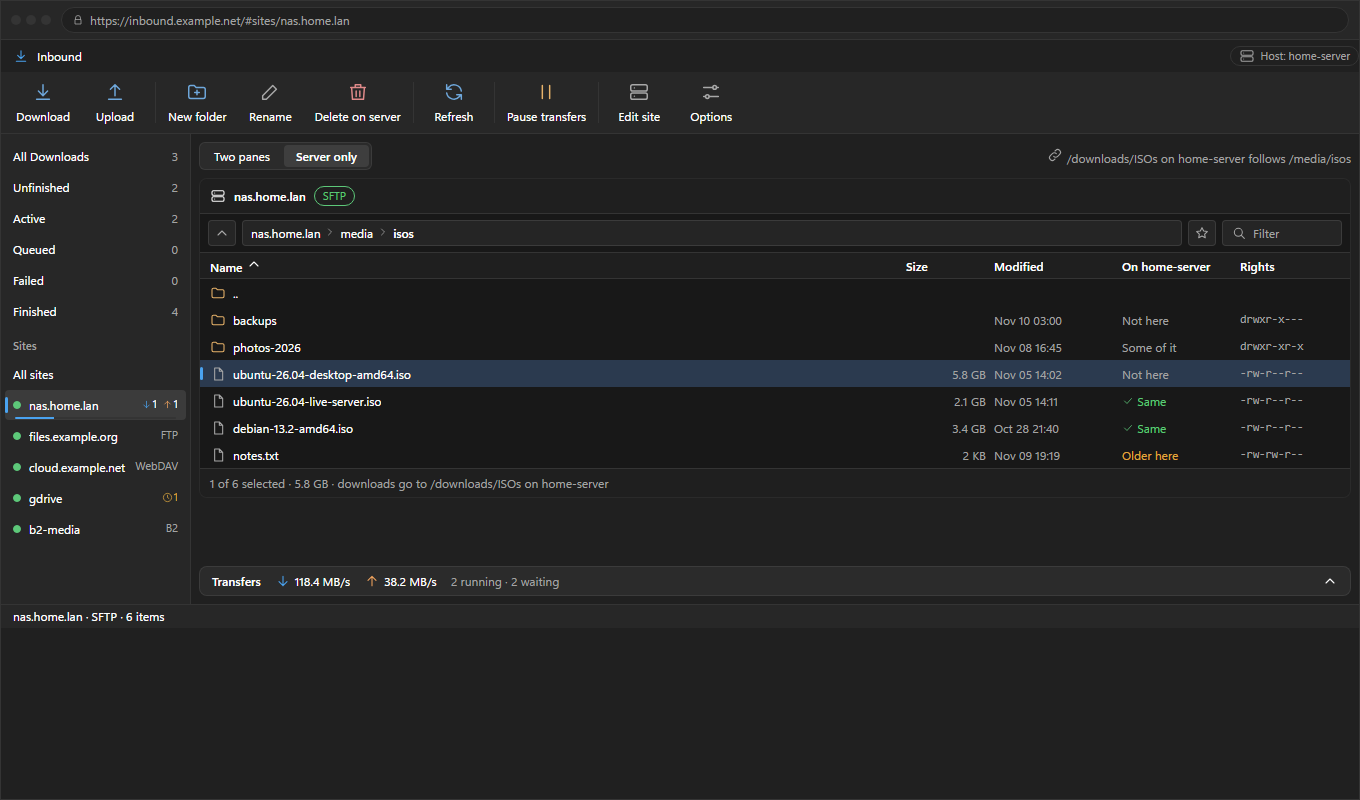 https://inbound.example.net/#sites/nas.home.lan
Inbound
Host: home-server
Download
Upload
New folder
Rename
Delete on server
Refresh
Pause transfers
Edit site
Options
All Downloads 3
Unfinished 2
Active 2
Queued 0
Failed 0
Finished 4
Sites
All sites
nas.home.lan ↓1 ↑1
files.example.org FTP
cloud.example.net WebDAV
gdrive 1
b2-media B2
Two panes
Server only
/downloads/ISOs on home-server follows /media/isos
nas.home.lan SFTP
nas.home.lan > media > isos
Filter
Name Size Modified On home-server Rights
..
backups Nov 10 03:00 Not here drwxr-x---
photos-2026 Nov 08 16:45 Some of it drwxr-xr-x
ubuntu-26.04-desktop-amd64.iso 5.8 GB Nov 05 14:02 Not here -rw-r--r--
ubuntu-26.04-live-server.iso 2.1 GB Nov 05 14:11 ✓ Same -rw-r--r--
debian-13.2-amd64.iso 3.4 GB Oct 28 21:40 ✓ Same -rw-r--r--
notes.txt 2 KB Nov 09 19:19 Older here -rw-rw-r--
1 of 6 selected · 5.8 GB · downloads go to /downloads/ISOs on home-server
Transfers ↓ 118.4 MB/s ↑ 38.2 MB/s 2 running · 2 waiting
nas.home.lan · SFTP · 6 items